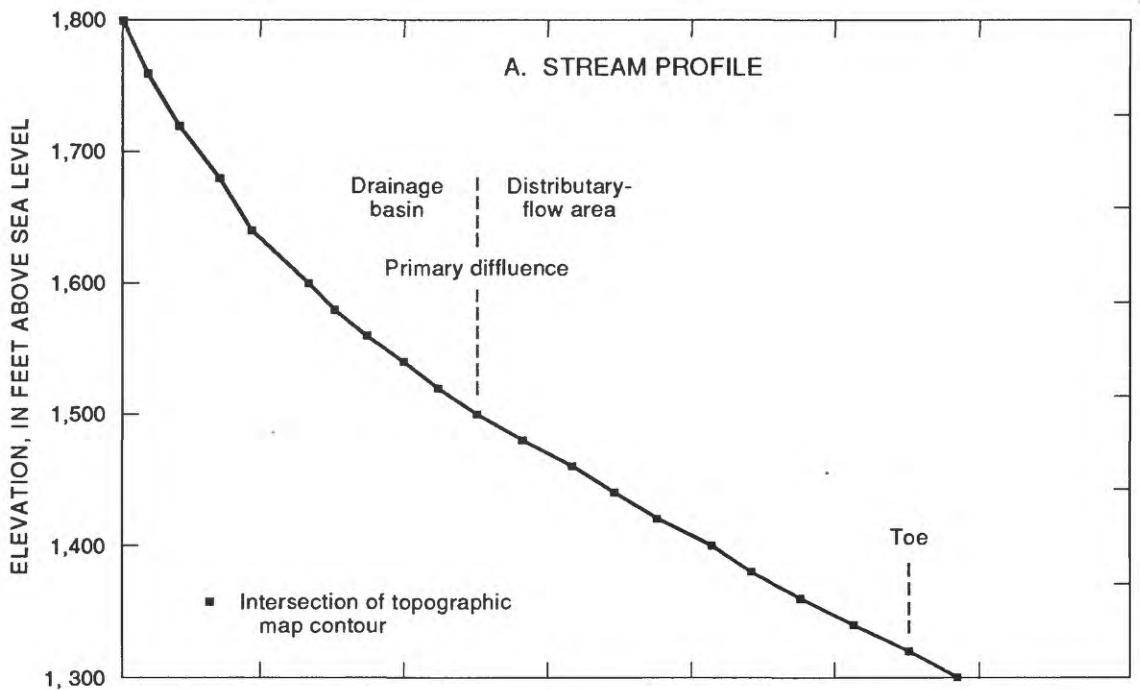 A. STREAM PROFILE
ELEVATION, IN FEET ABOVE SEA LEVEL
1,800
1,700
1,600
1,500
1,400
1, 300
Drainage
basin
Distributary-
flow area
Primary diffluence
Toe
Intersection of topographic
map contour